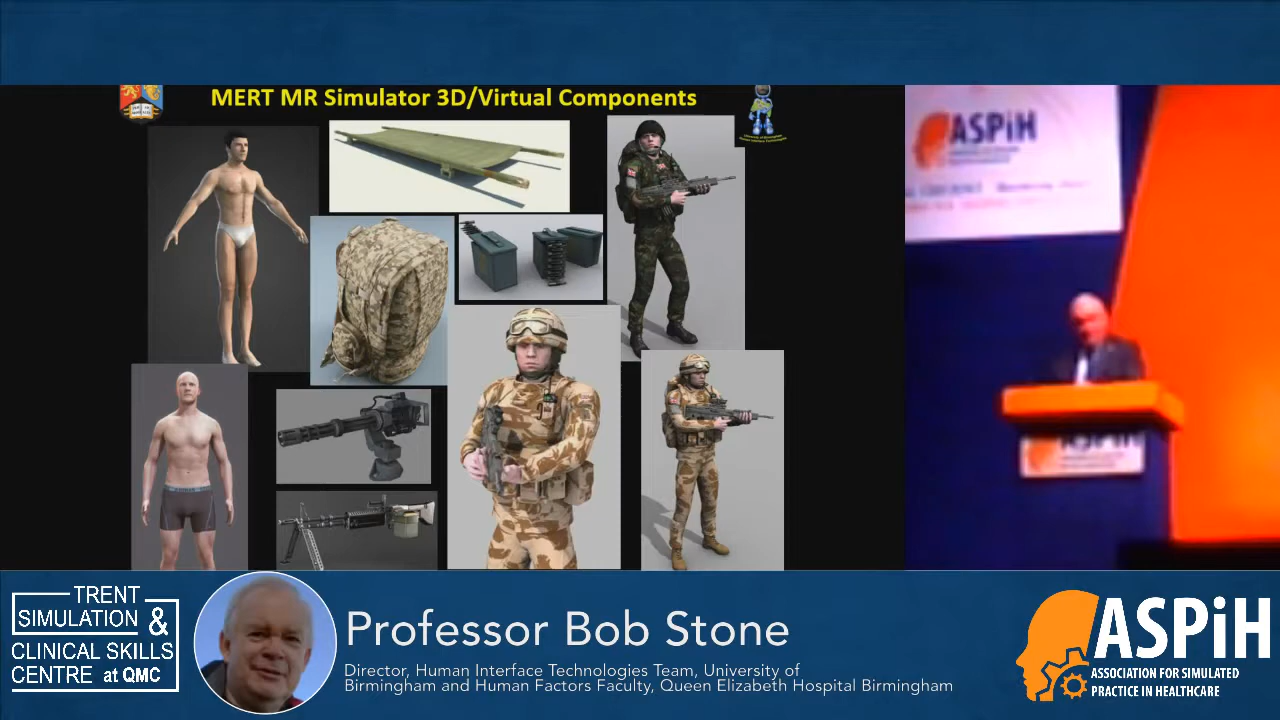 MERT MR Simulator 3D/Virtual Components
ASPiH
ASPiH
TRENT
SIMULATION
&
CLINICAL SKILLS
CENTRE at QMC
Professor Bob Stone
Director, Human Interface Technologies Team, University of
Birmingham and Human Factors Faculty, Queen Elizabeth Hospital Birmingham
ASPiH
ASSOCIATION FOR SIMULATED
PRACTICE IN HEALTHCARE